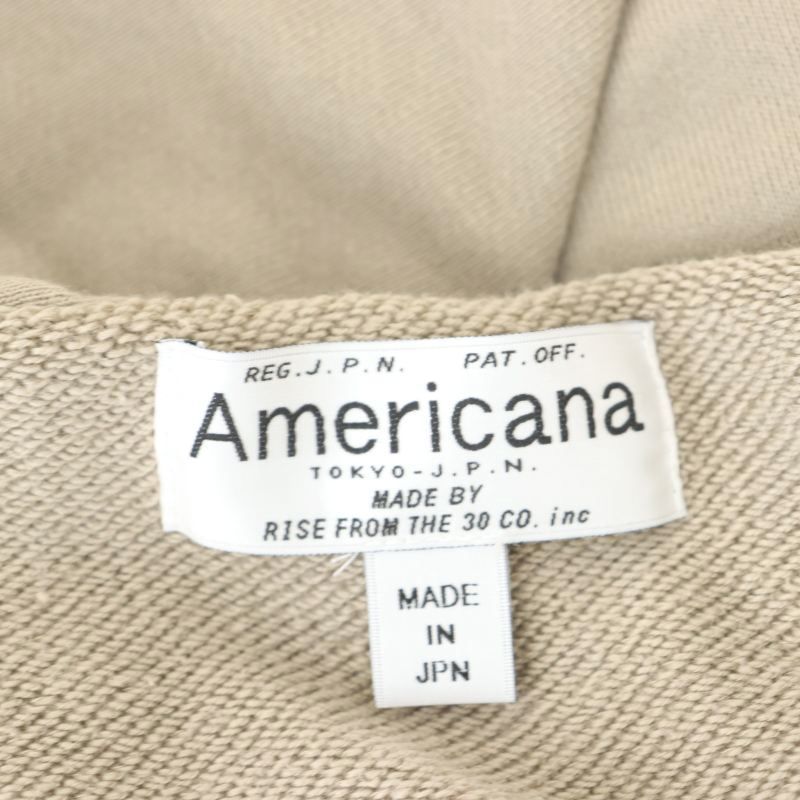 REG.J.P.N. PAT.OFF.
Americana
TOKYO-J.P.N.
MADE BY
RISE FROM THE 30 CO. inc
MADE
IN
JPN